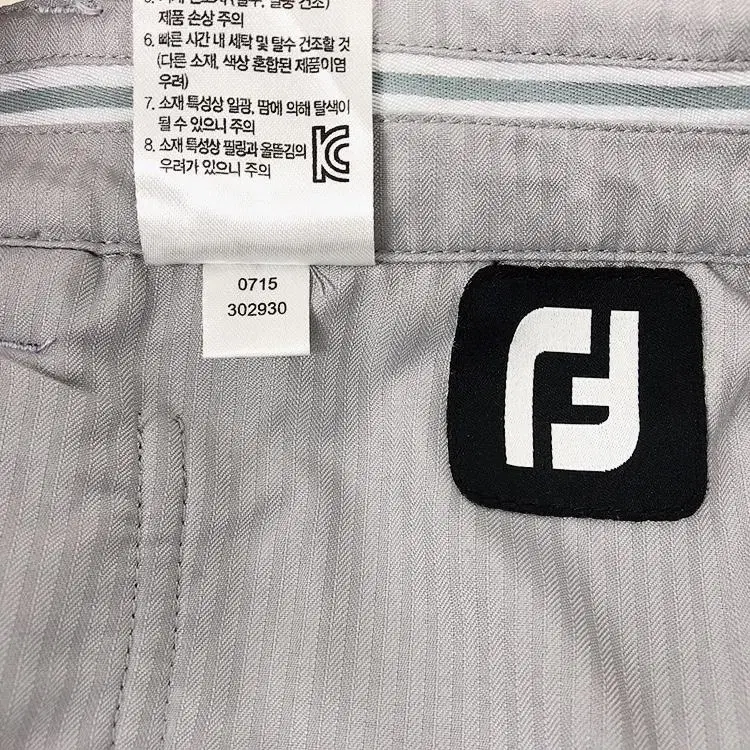 제품 손상 주의
6. 빠른 시간 내 세탁 및 탈수 건조할 것
(다른 소재, 색상 혼합된 제품이염
우려)
7. 소재 특성상 일광, 땀에 의해 탈색이
될 수 있으니 주의
8. 소재 특성상 필링과 올뜯김의
우려가 있으니 주의
KC
0715
302930
FJ